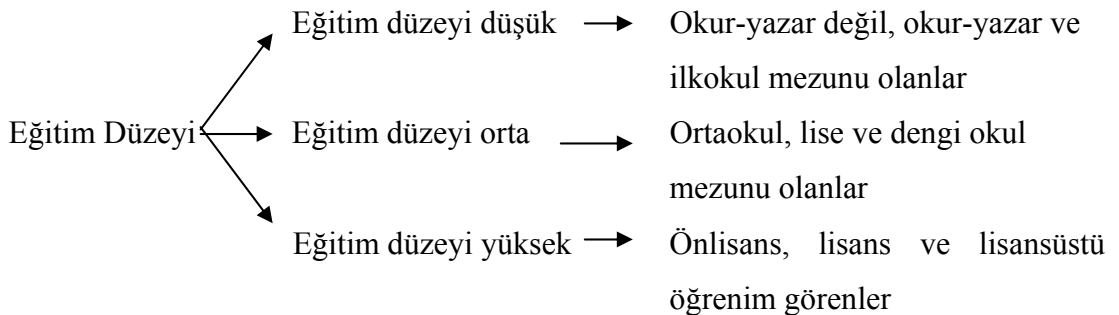 Eğitim düzeyi düşük Okur-yazar değil, okur-yazar ve
ilkokul mezunu olanlar
Eğitim Düzeyi Eğitim düzeyi orta Ortaokul, lise ve dengi okul
mezunu olanlar
Eğitim düzeyi yüksek Önlisans, lisans ve lisansüstü
öğrenim görenler